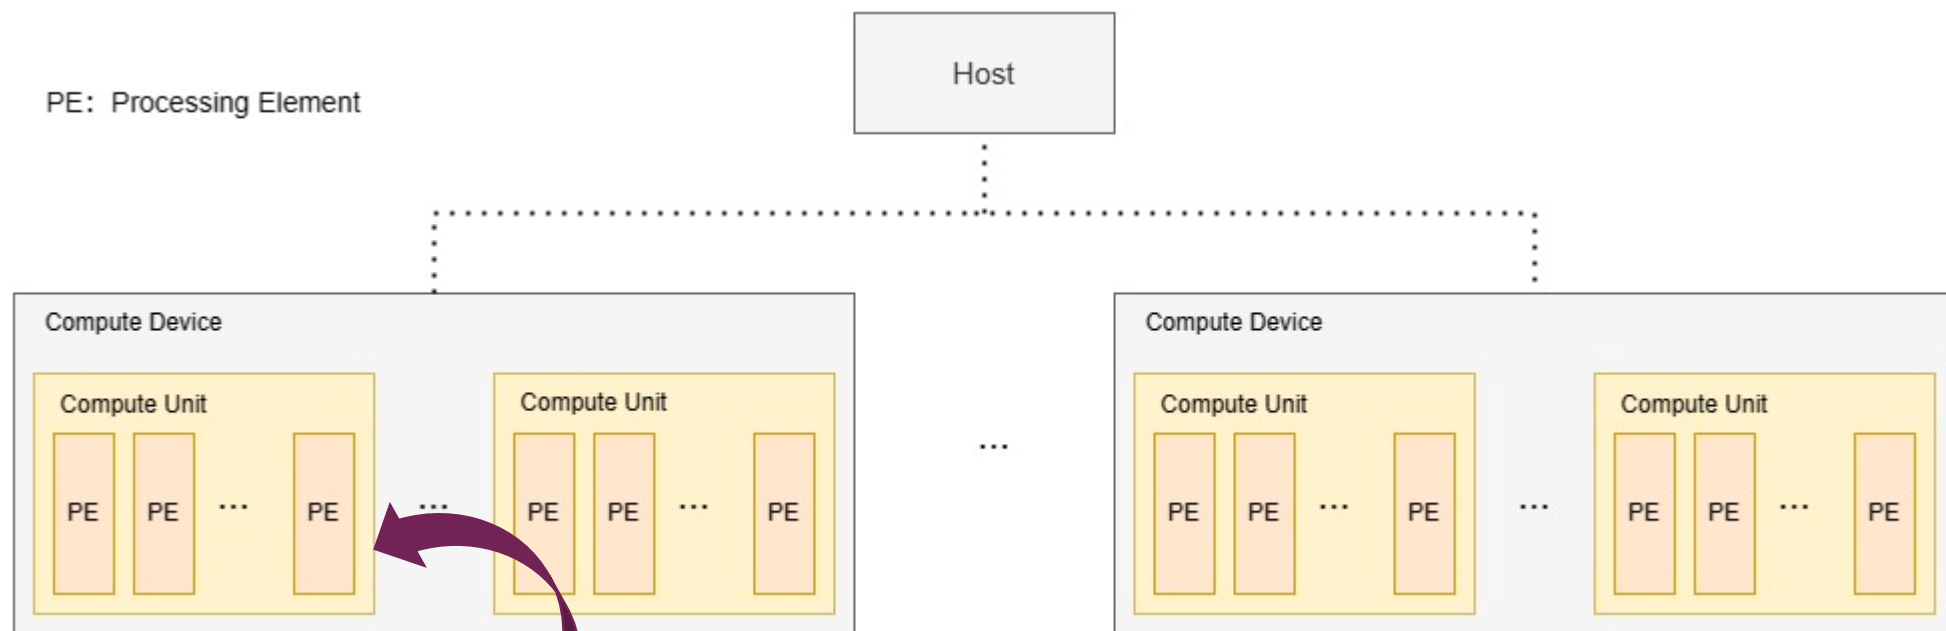 Host
PE: Processing Element
Compute Device
Compute Device
Compute Unit
Compute Unit
Compute Unit
Compute Unit
PE PE ... PE ... PE PE ... PE ... PE PE ... PE ... PE PE ... PE